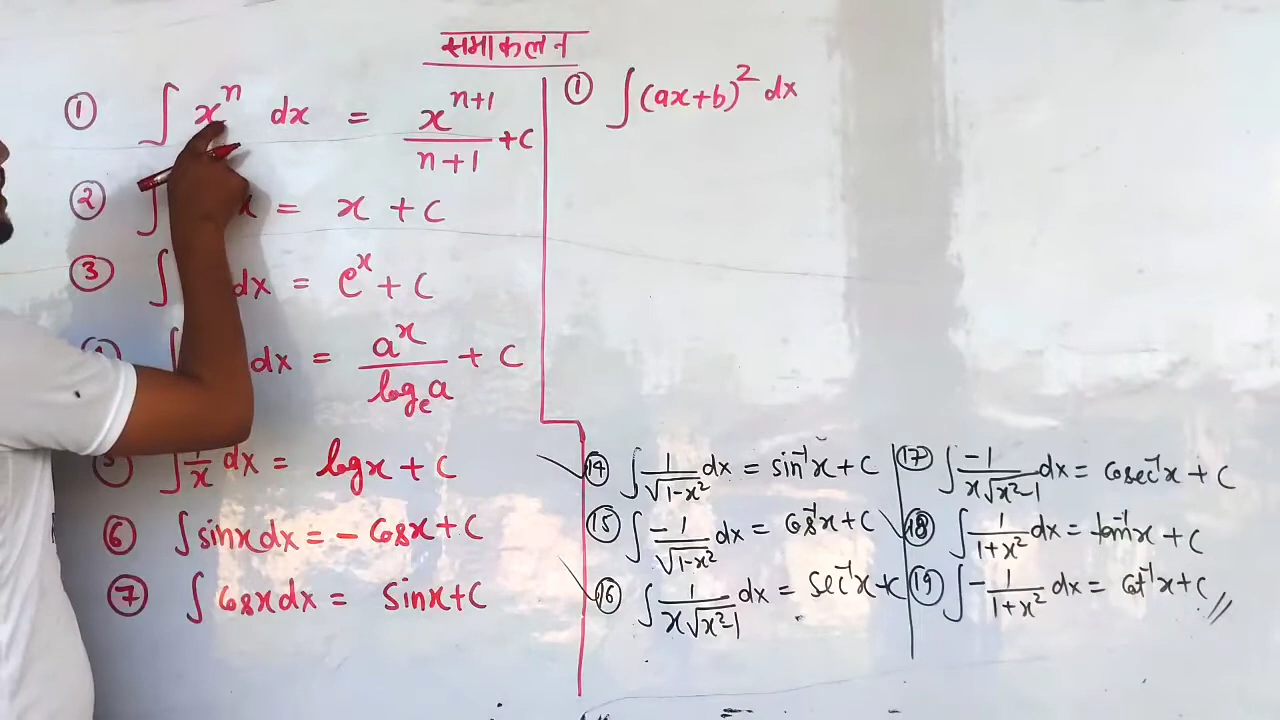 समाकलन
① ∫ xⁿ dx = xⁿ⁺¹/(n+1) + C
② ∫ = x + C
③ ∫ dx = eˣ + C
∫ dx = aˣ/logₑa + C
∫ 1/x dx = logx + C
⑥ ∫ sinx dx = - Cosx + C
⑦ ∫ Cosx dx = Sinx + C
① ∫ (ax+b)² dx
⑭ ∫ 1/√(1-x²) dx = sin⁻¹x + C
⑮ ∫ -1/√(1-x²) dx = Cos⁻¹x + C
⑯ ∫ 1/(x√(x²-1)) dx = Sec⁻¹x + C
⑰ ∫ -1/(x√(x²-1)) dx = Cosec⁻¹x + C
⑱ ∫ 1/(1+x²) dx = tan⁻¹x + C
⑲ ∫ -1/(1+x²) dx = Cot⁻¹x + C //